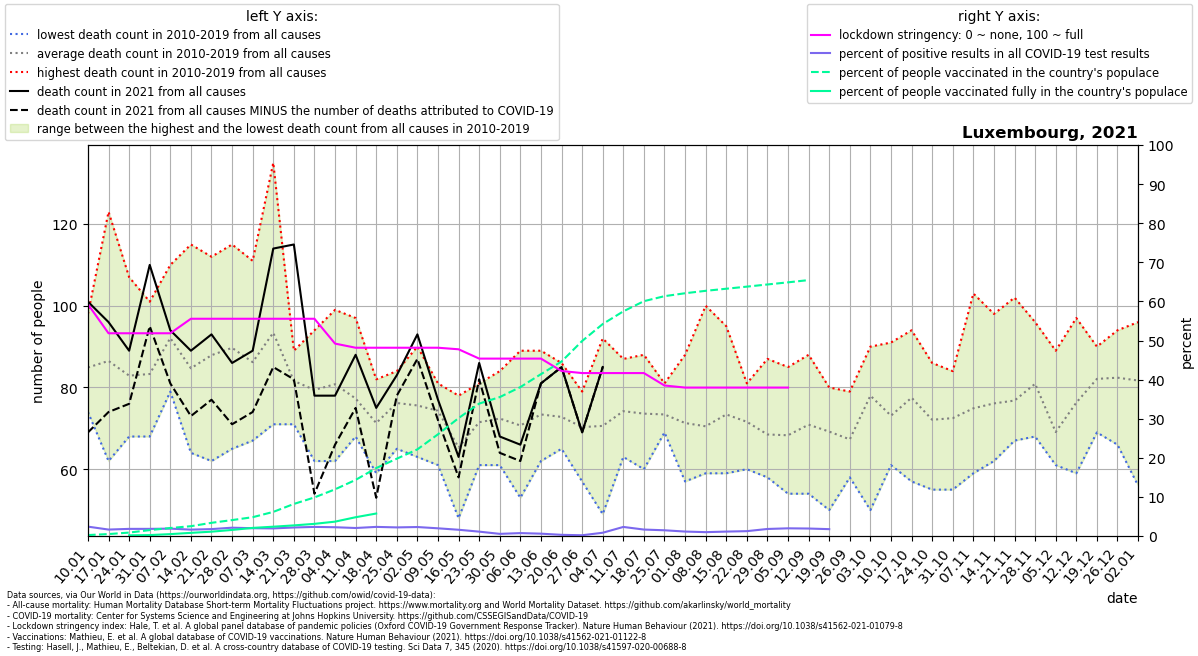 left Y axis:
lowest death count in 2010-2019 from all causes
average death count in 2010-2019 from all causes
highest death count in 2010-2019 from all causes
death count in 2021 from all causes
death count in 2021 from all causes MINUS the number of deaths attributed to COVID-19
range between the highest and the lowest death count from all causes in 2010-2019
right Y axis:
lockdown stringency: 0 ~ none, 100 ~ full
percent of positive results in all COVID-19 test results
percent of people vaccinated in the country's populace
percent of people vaccinated fully in the country's populace
Luxembourg, 2021
number of people
120
100
80
60
100
90
80
70
60
50
40
30
20
10
0
percent
10.01 17.01 24.01 31.01 07.02 14.02 21.02 28.02 07.03 14.03 21.03 28.03 04.04 11.04 18.04 25.04 02.05 09.05 16.05 23.05 30.05 06.06 13.06 20.06 27.06 04.07 11.07 18.07 25.07 01.08 08.08 15.08 22.08 29.08 05.09 12.09 19.09 26.09 03.10 10.10 17.10 24.10 31.10 07.11 14.11 21.11 28.11 05.12 12.12 19.12 26.12 02.01
date
Data sources, via Our World in Data (https://ourworldindata.org, https://github.com/owid/covid-19-data):
- All-cause mortality: Human Mortality Database Short-term Mortality Fluctuations project. https://www.mortality.org and World Mortality Dataset. https://github.com/akarlinsky/world_mortality
- COVID-19 mortality: Center for Systems Science and Engineering at Johns Hopkins University. https://github.com/CSSEGISandData/COVID-19
- Lockdown stringency index: Hale, T. et al. A global panel database of pandemic policies (Oxford COVID-19 Government Response Tracker). Nature Human Behaviour (2021). https://doi.org/10.1038/s41562-021-01079-8
- Vaccinations: Mathieu, E. et al. A global database of COVID-19 vaccinations. Nature Human Behaviour (2021). https://doi.org/10.1038/s41562-021-01122-8
- Testing: Hasell, J., Mathieu, E., Beltekian, D. et al. A cross-country database of COVID-19 testing. Sci Data 7, 345 (2020). https://doi.org/10.1038/s41597-020-00688-8